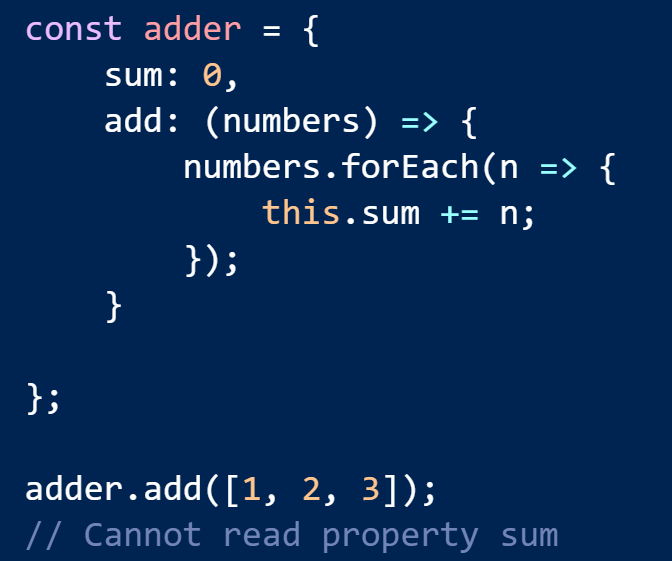 const adder = {
    sum: 0,
    add: (numbers) => {
        numbers.forEach(n => {
            this.sum += n;
        });
    }
};
adder.add([1, 2, 3]);
// Cannot read property sum